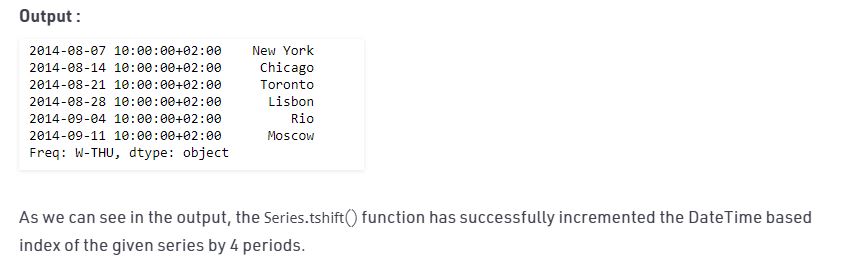 Output :
2014-08-07 10:00:00+02:00    New York
2014-08-14 10:00:00+02:00     Chicago
2014-08-21 10:00:00+02:00     Toronto
2014-08-28 10:00:00+02:00      Lisbon
2014-09-04 10:00:00+02:00         Rio
2014-09-11 10:00:00+02:00      Moscow
Freq: W-THU, dtype: object
As we can see in the output, the Series.tshift() function has successfully incremented the DateTime based
index of the given series by 4 periods.